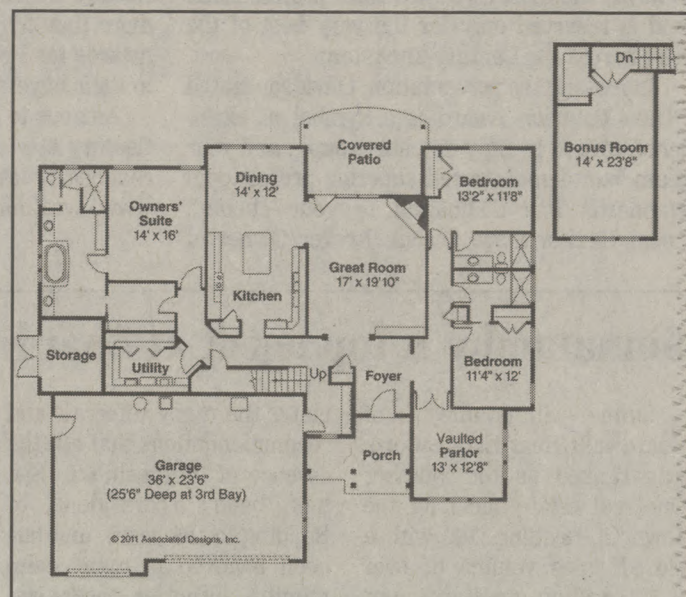 Dn
Bonus Room
14' x 23'8"
Covered
Patio
Dining
14' x 12'
Bedroom
13'2" x 11'8"
Owners'
Suite
14' x 16'
Great Room
17' x 19'10"
Kitchen
Storage
Utility
Up
Foyer
Bedroom
11'4" x 12'
Vaulted
Parlor
13' x 12'8"
Porch
Garage
36' x 23'6"
(25'6" Deep at 3rd Bay)
© 2011 Associated Designs, Inc.